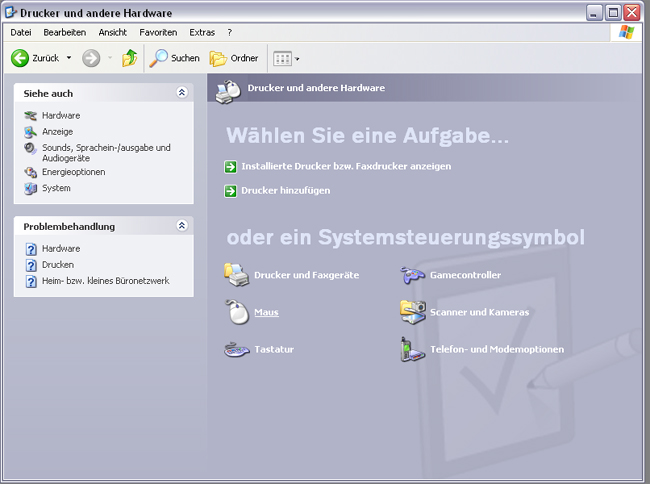 Drucker und andere Hardware
Datei Bearbeiten Ansicht Favoriten Extras ?
Zurück Suchen Ordner
Siehe auch
Hardware
Anzeige
Sounds, Sprachein-/ausgabe und
Audiogeräte
Energieoptionen
System
Problembehandlung
Hardware
Drucken
Heim- bzw. kleines Büronetzwerk
Drucker und andere Hardware
Wählen Sie eine Aufgabe...
Installierte Drucker bzw. Faxdrucker anzeigen
Drucker hinzufügen
oder ein Systemsteuerungssymbol
Drucker und Faxgeräte Gamecontroller
Maus Scanner und Kameras
Tastatur Telefon- und Modemoptionen